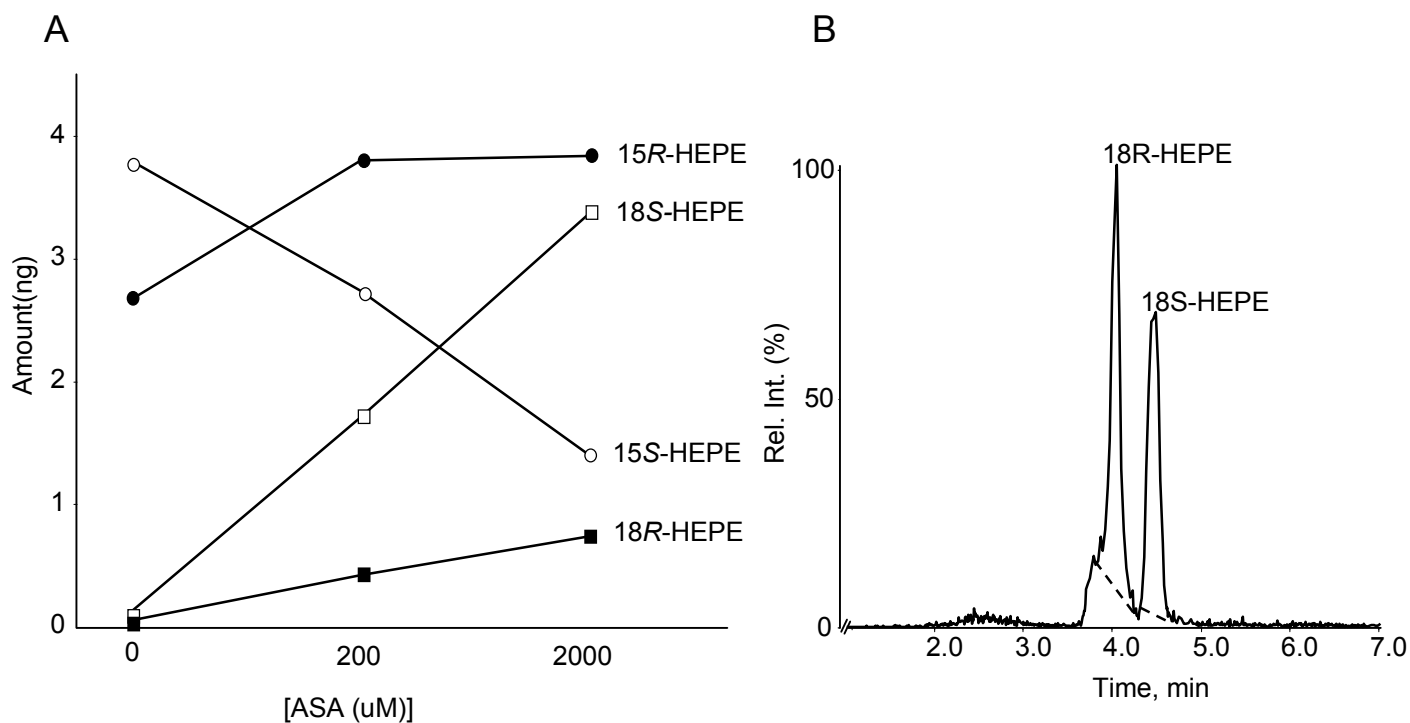 A
B
4
3
2
1
0
Amount(ng)
0
200
2000
[ASA (uM)]
15R-HEPE
18S-HEPE
15S-HEPE
18R-HEPE
100
50
0
Rel. Int. (%)
18R-HEPE
18S-HEPE
2.0
3.0
4.0
5.0
6.0
7.0
Time, min